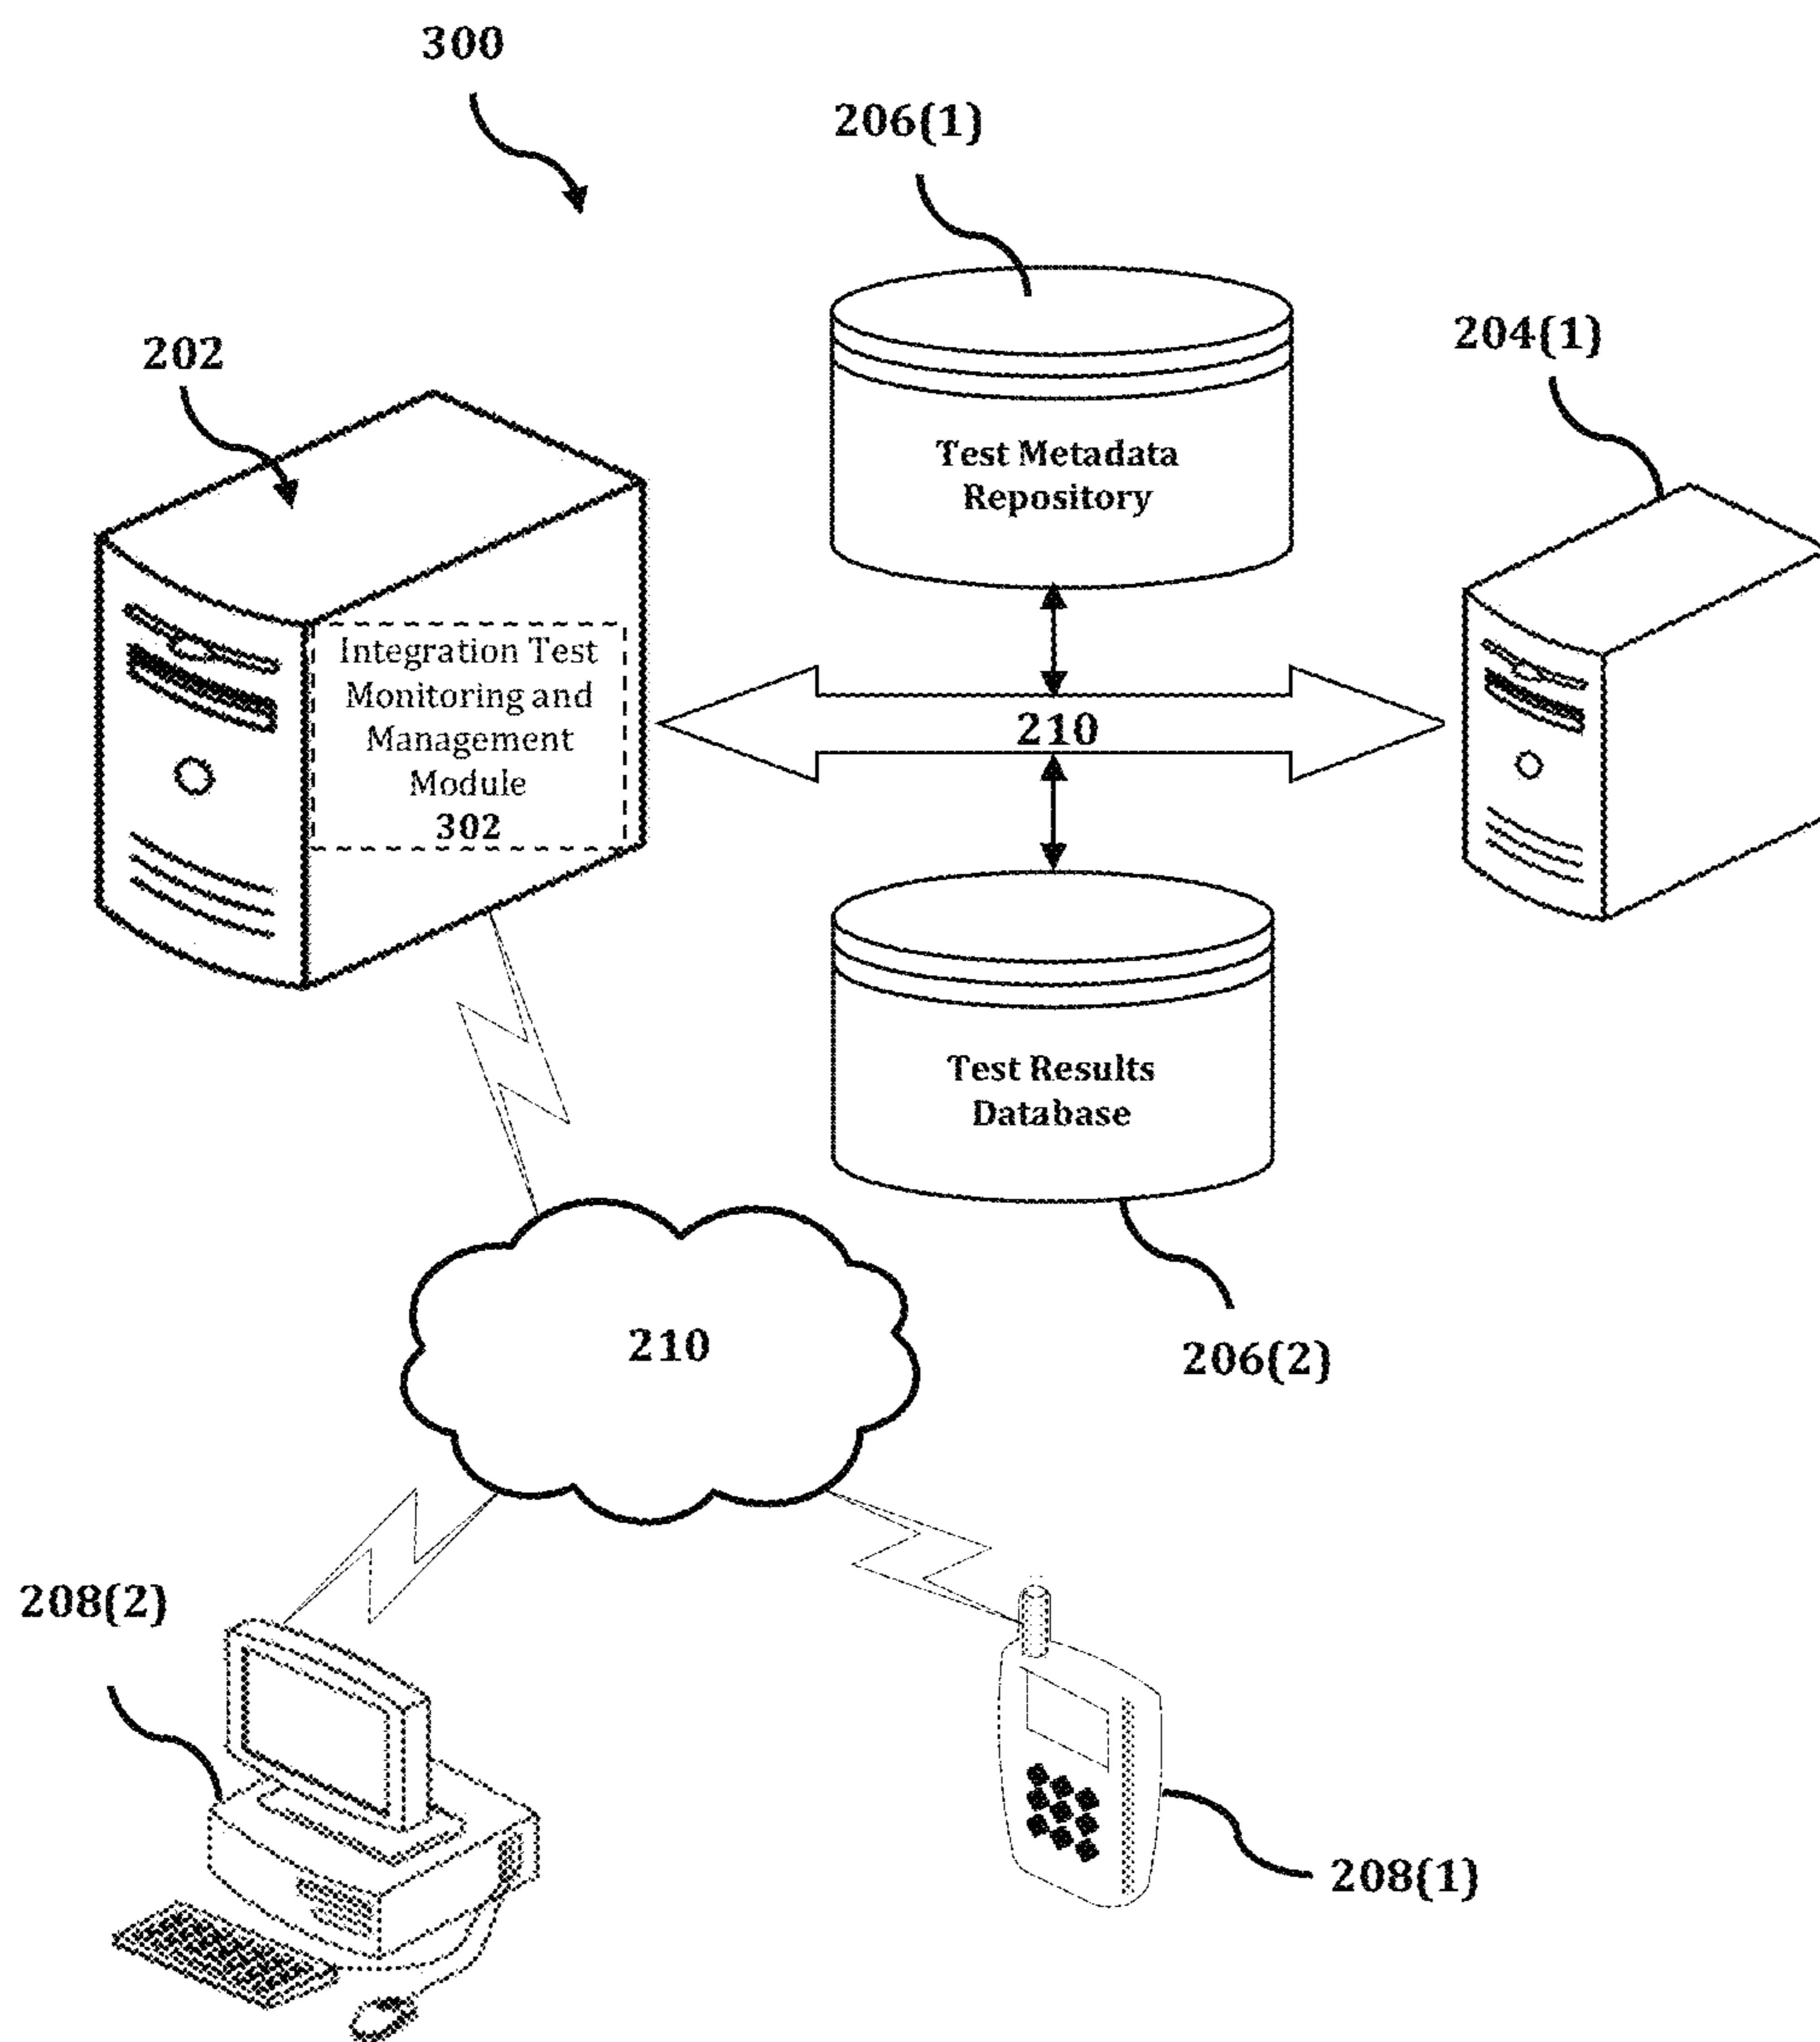 300
206(1)
204(1)
202
Test Metadata
Repository
Integration Test
Monitoring and
Management
Module
302
210
Test Results
Database
206(2)
210
208(2)
208(1)